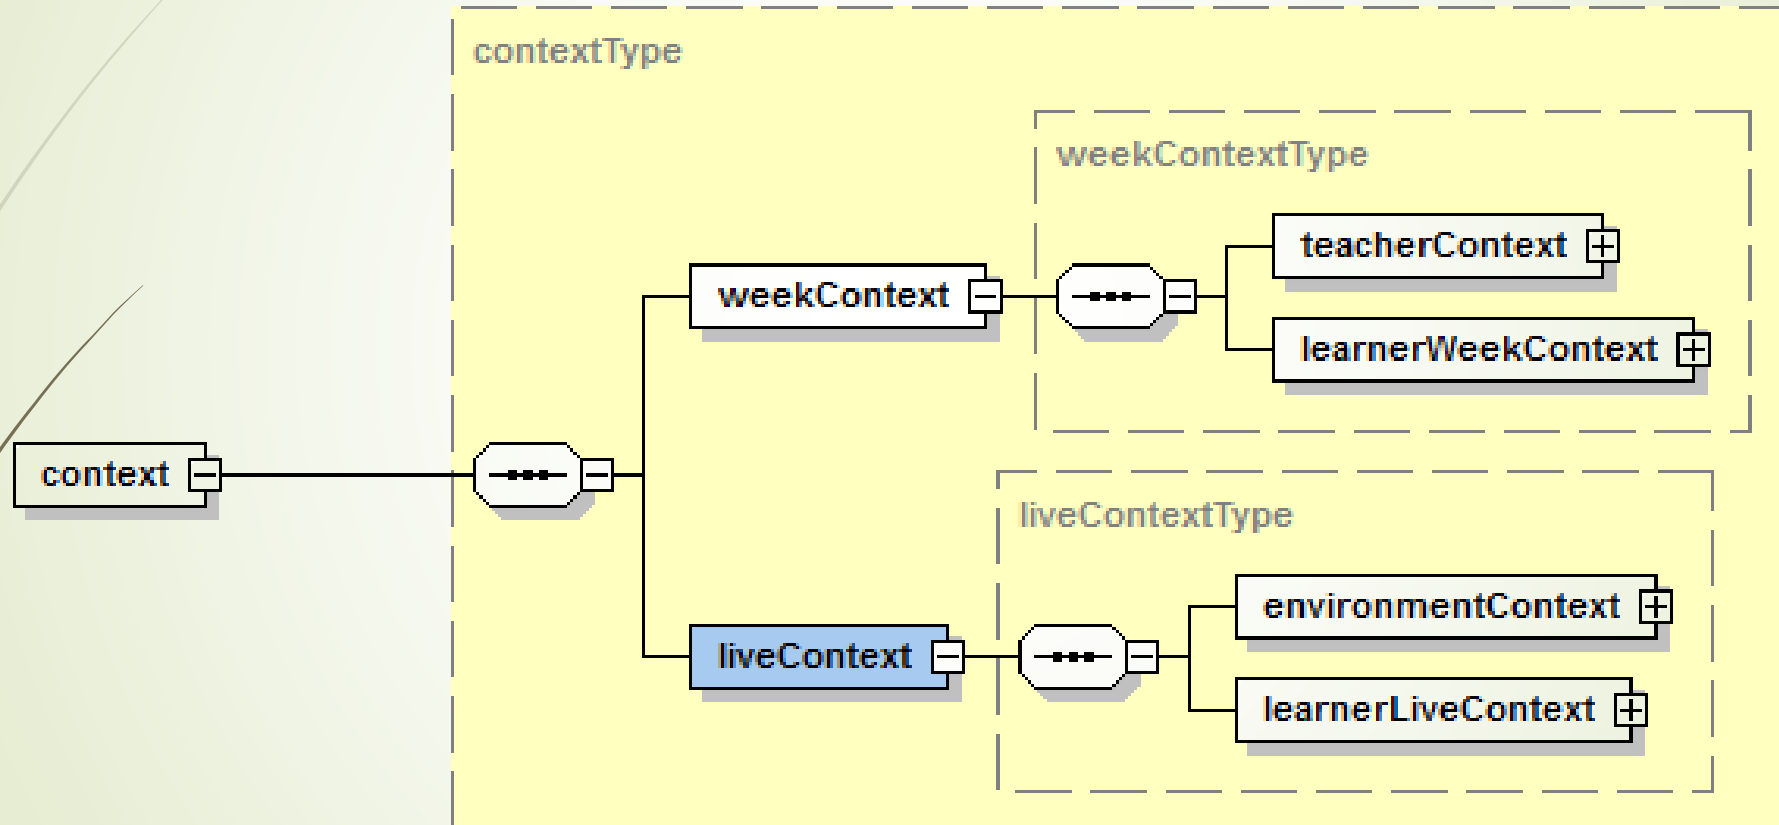 contextType
weekContextType
teacherContext
weekContext
learnerWeekContext
context
liveContextType
environmentContext
liveContext
learnerLiveContext